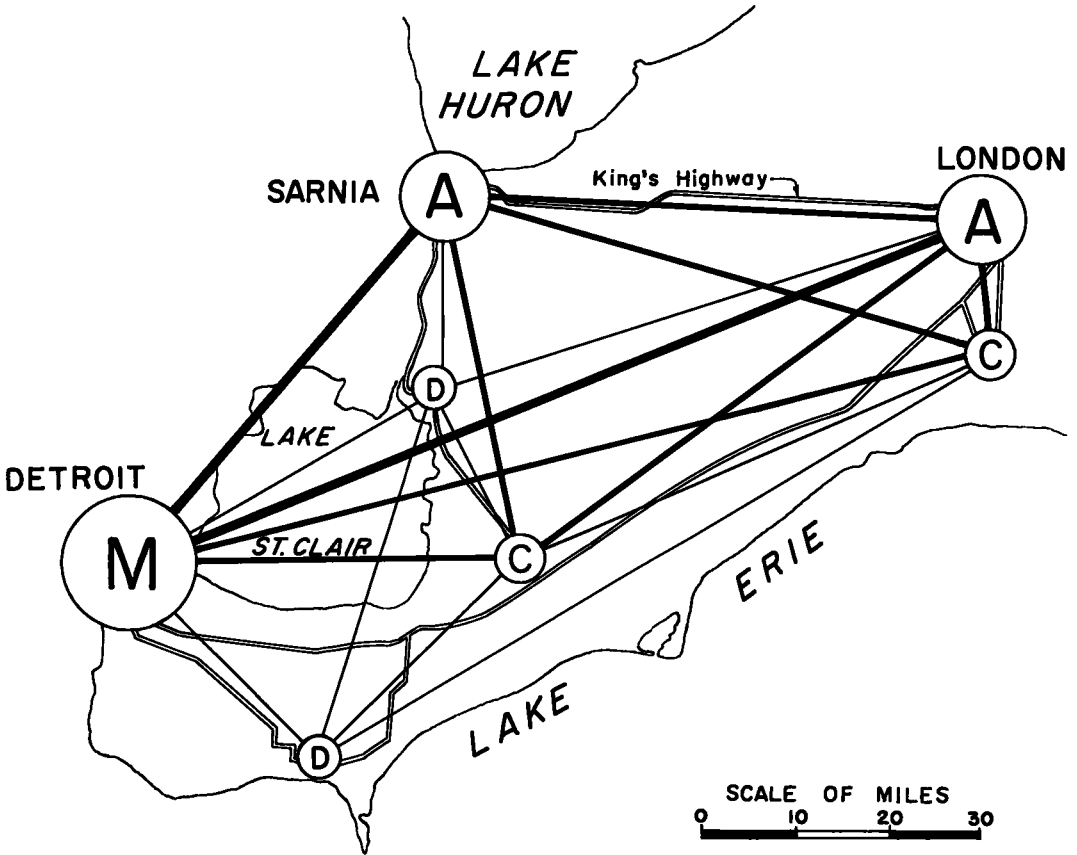 LAKE
HURON
LONDON
SARNIA
A
King's Highway
A
C
D
LAKE
DETROIT
M
ST. CLAIR
C
ERIE
LAKE
D
SCALE OF MILES
0 10 20 30